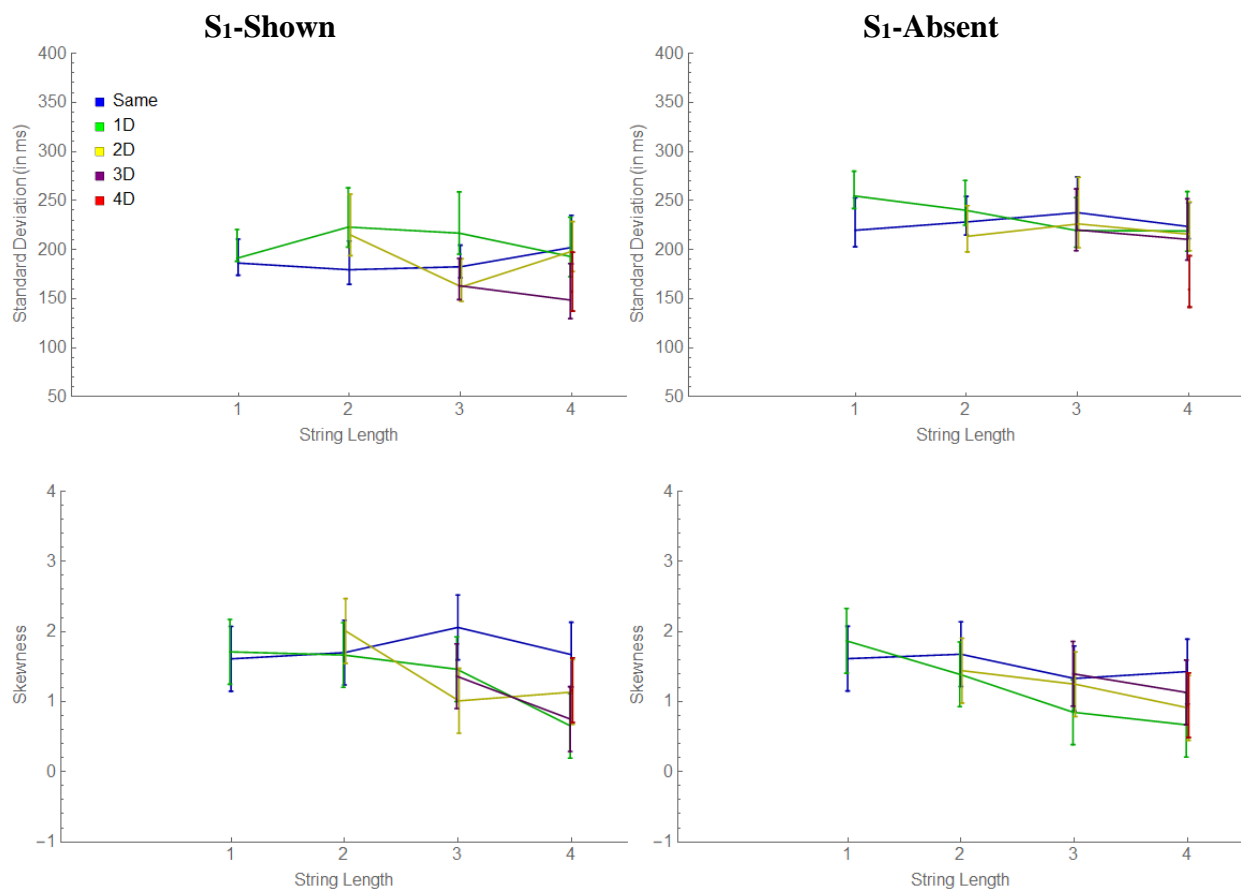 S1-Shown
S1-Absent
400
350
300
250
200
150
100
50
Standard Deviation (in ms)
Same
1D
2D
3D
4D
1 2 3 4
String Length
400
350
300
250
200
150
100
50
Standard Deviation (in ms)
1 2 3 4
String Length
4
3
2
1
0
−1
Skewness
1 2 3 4
String Length
4
3
2
1
0
−1
Skewness
1 2 3 4
String Length